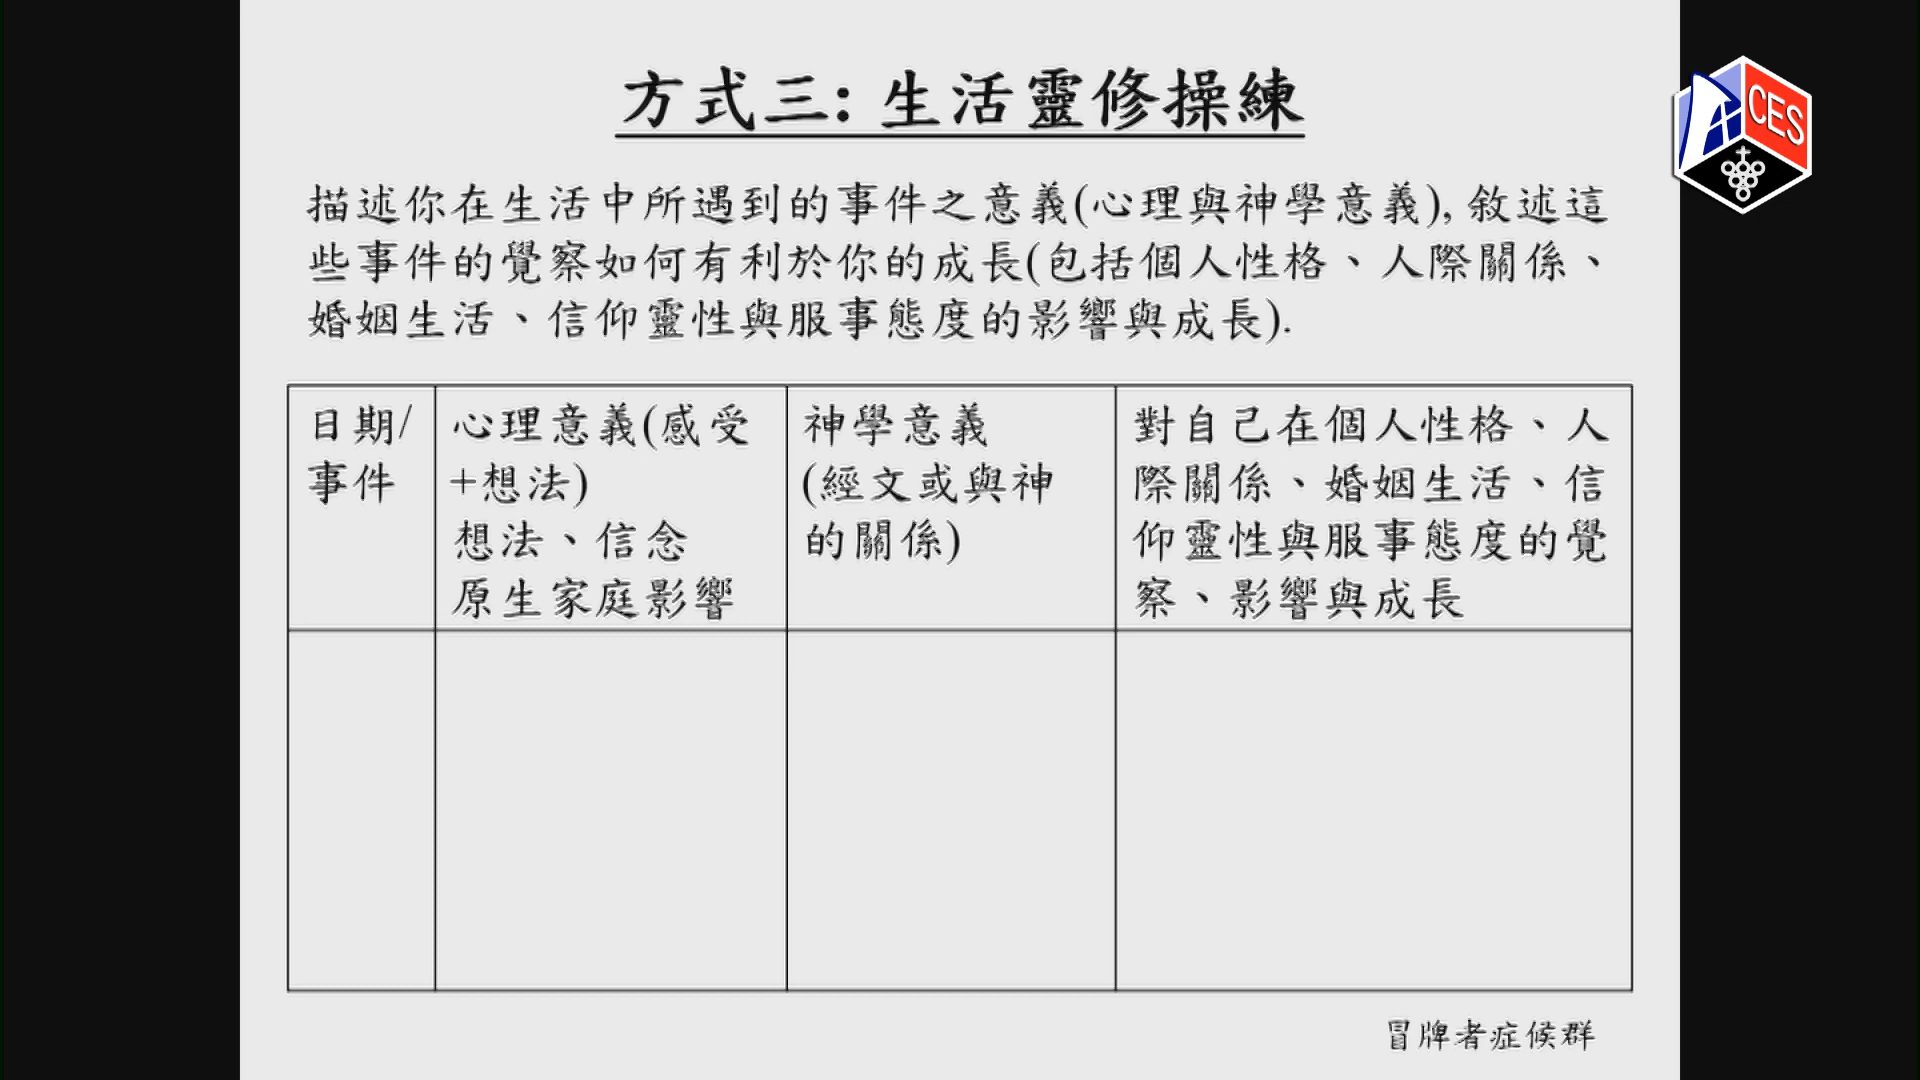 方式三: 生活靈修操練
描述你在生活中所遇到的事件之意義(心理與神學意義), 敘述這
些事件的覺察如何有利於你的成長(包括個人性格、人際關係、
婚姻生活、信仰靈性與服事態度的影響與成長).
日期/
事件
心理意義(感受
+想法)
想法、信念
原生家庭影響
神學意義
(經文或與神
的關係)
對自己在個人性格、人
際關係、婚姻生活、信
仰靈性與服事態度的覺
察、影響與成長
冒牌者症候群
CES